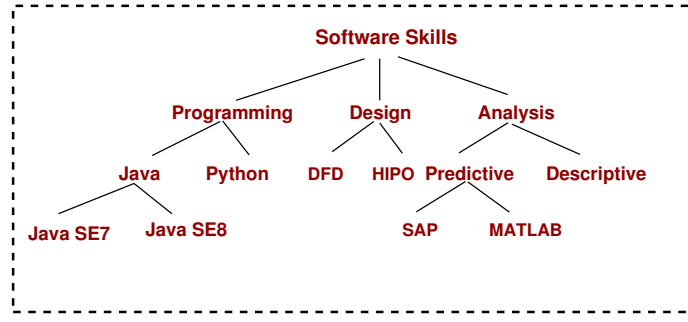 Software Skills
Programming Design Analysis
Java Python DFD HIPO Predictive Descriptive
Java SE7 Java SE8 SAP MATLAB